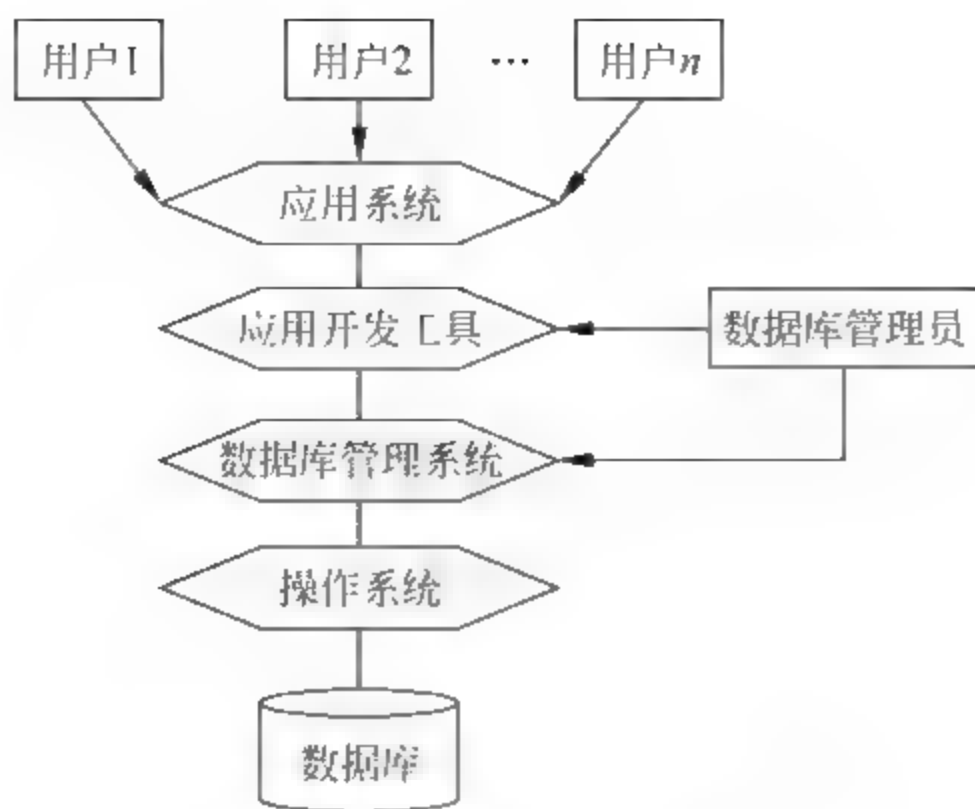 用户1 用户2 … 用户n
应用系统
应用开发工具 数据库管理员
数据库管理系统
操作系统
数据库